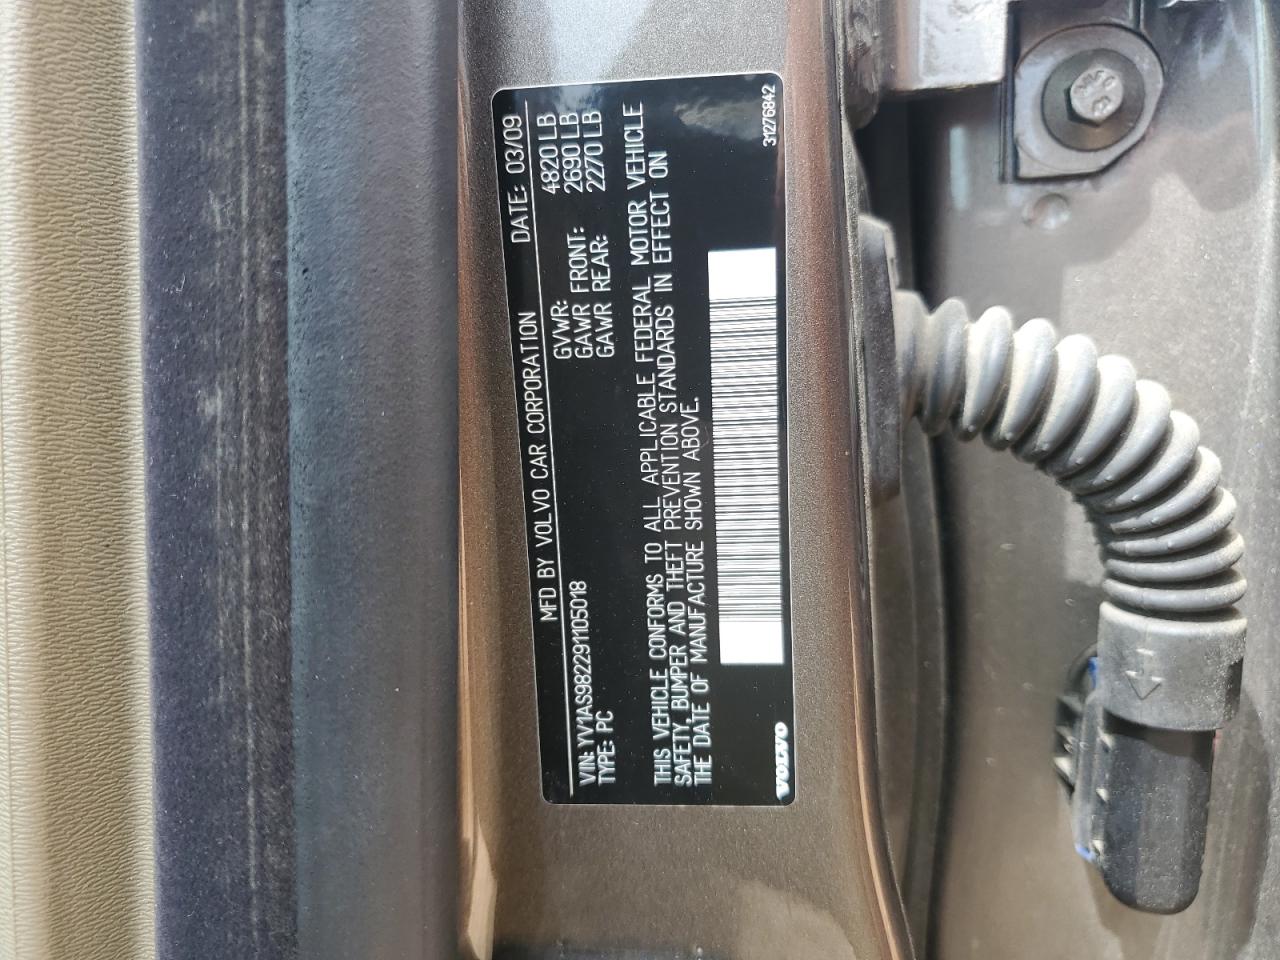 MFD BY VOLVO CAR CORPORATION DATE: 03/09
GVWR: 4820 LB
GAWR FRONT: 2690 LB
GAWR REAR: 2270 LB
VIN: YV1AS982291105018
TYPE: PC
THIS VEHICLE CONFORMS TO ALL APPLICABLE FEDERAL MOTOR VEHICLE
SAFETY, BUMPER AND THEFT PREVENTION STANDARDS IN EFFECT ON
THE DATE OF MANUFACTURE SHOWN ABOVE.
VOLVO
31276842